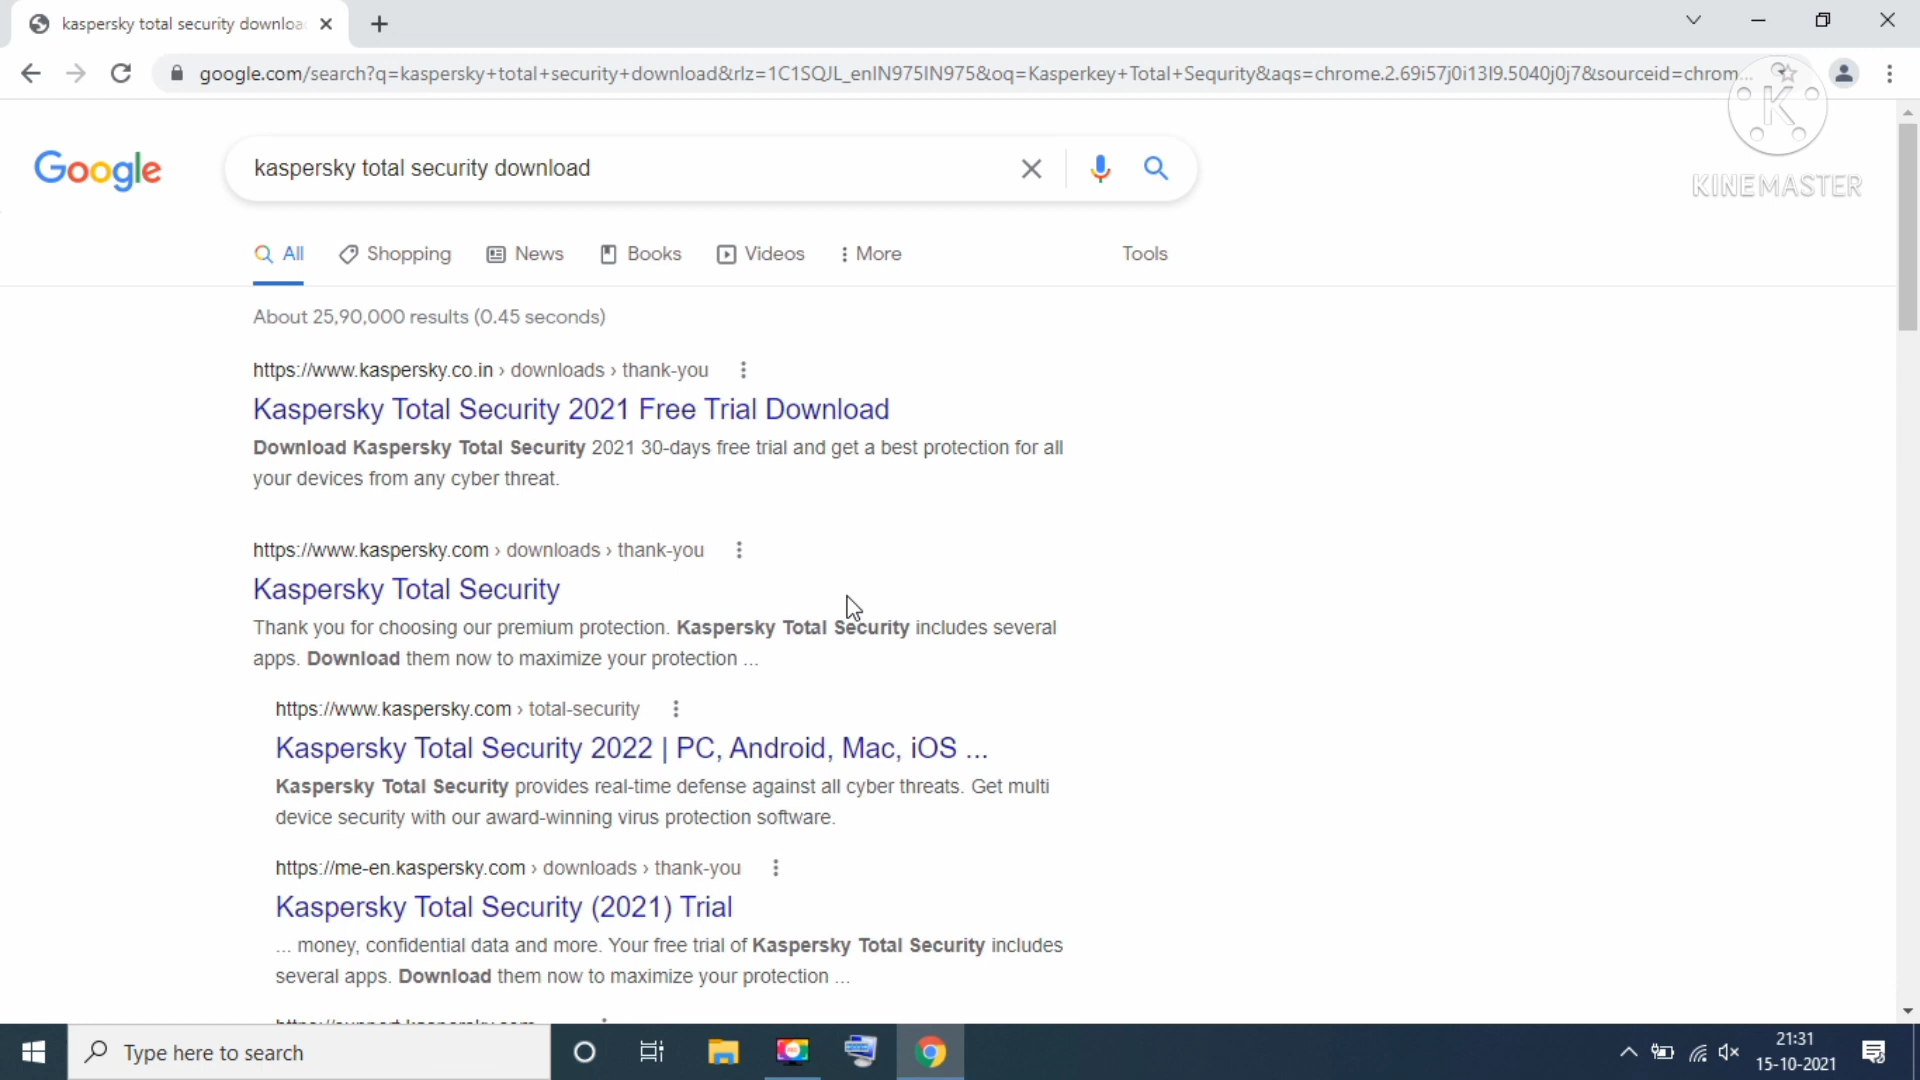 kaspersky total security downloa
google.com/search?q=kaspersky+total+security+download&rlz=1C1SQJL_enIN975IN975&oq=Kasperkey+Total+Sequrity&aqs=chrome.2.69i57j0i13l9.5040j0j7&sourceid=chrom...
K
KINEMASTER
Google
kaspersky total security download
All Shopping News Books Videos More Tools
About 25,90,000 results (0.45 seconds)
https://www.kaspersky.co.in › downloads › thank-you
Kaspersky Total Security 2021 Free Trial Download
Download Kaspersky Total Security 2021 30-days free trial and get a best protection for all
your devices from any cyber threat.
https://www.kaspersky.com › downloads › thank-you
Kaspersky Total Security
Thank you for choosing our premium protection. Kaspersky Total Security includes several
apps. Download them now to maximize your protection ...
https://www.kaspersky.com › total-security
Kaspersky Total Security 2022 | PC, Android, Mac, iOS ...
Kaspersky Total Security provides real-time defense against all cyber threats. Get multi
device security with our award-winning virus protection software.
https://me-en.kaspersky.com › downloads › thank-you
Kaspersky Total Security (2021) Trial
... money, confidential data and more. Your free trial of Kaspersky Total Security includes
several apps. Download them now to maximize your protection ...
Type here to search
21:31
15-10-2021